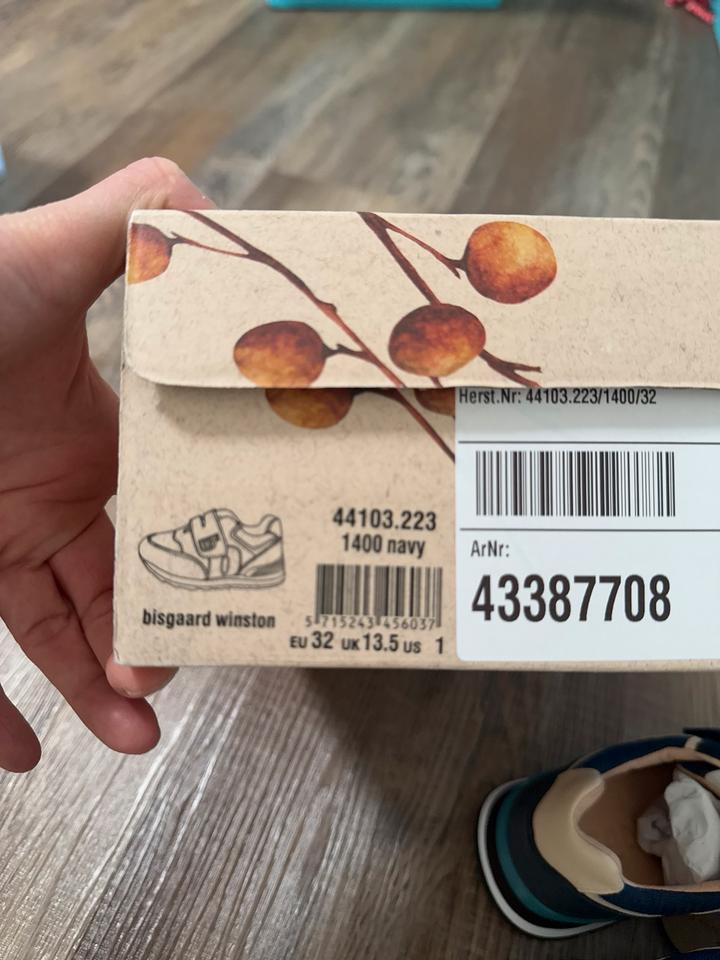 Herst.Nr: 44103.223/1400/32
ArNr:
43387708
44103.223
1400 navy
bisgaard winston
5 715243 456037
EU 32 UK 13.5 US 1